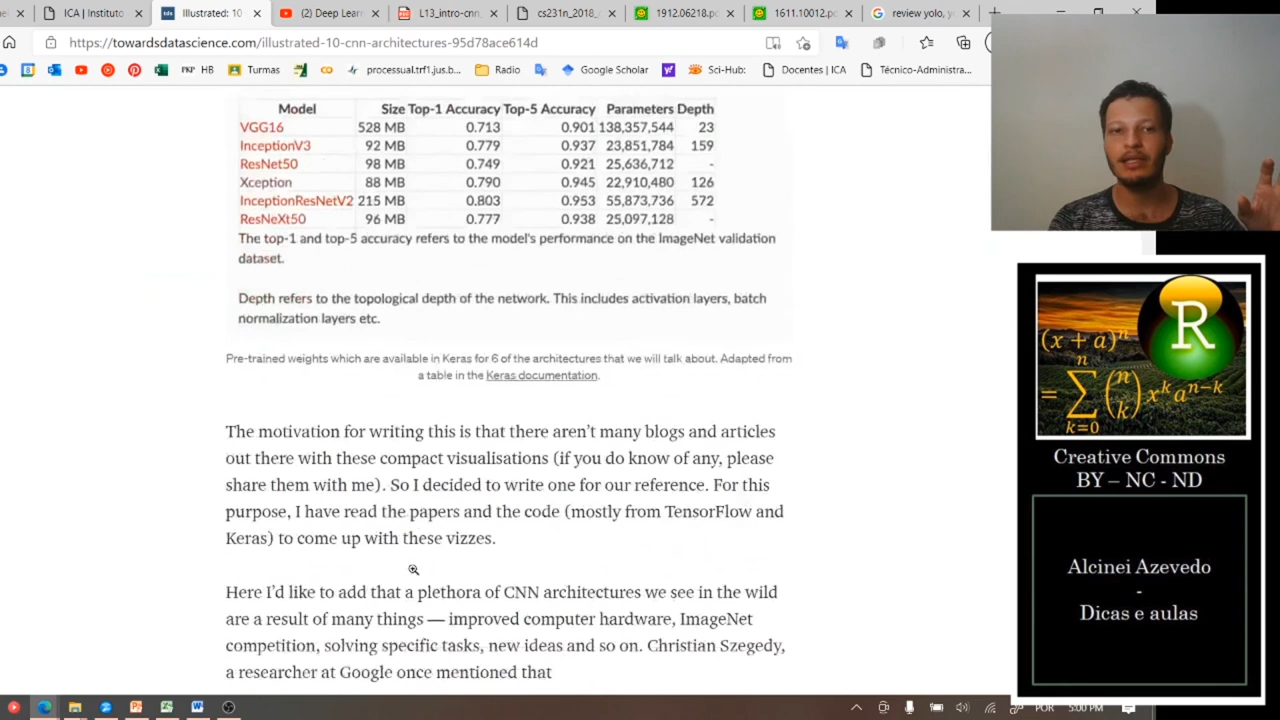 ICA | Instituto
Illustrated: 10
(2) Deep Learn
L13_intro-cnn_
cs231n_2018_
1912.06218.p
1611.10012.p
review yolo, y
https://towardsdatascience.com/illustrated-10-cnn-architectures-95d78ace614d
PKP HB
Turmas
processual.trf1.jus.b...
Radio
Google Scholar
Sci-Hub:
Docentes | ICA
Técnico-Administra...
Model Size Top-1 Accuracy Top-5 Accuracy Parameters Depth
VGG16 528 MB 0.713 0.901 138,357,544 23
InceptionV3 92 MB 0.779 0.937 23,851,784 159
ResNet50 98 MB 0.749 0.921 25,636,712 -
Xception 88 MB 0.790 0.945 22,910,480 126
InceptionResNetV2 215 MB 0.803 0.953 55,873,736 572
ResNeXt50 96 MB 0.777 0.938 25,097,128 -
The top-1 and top-5 accuracy refers to the model's performance on the ImageNet validation
dataset.
Depth refers to the topological depth of the network. This includes activation layers, batch
normalization layers etc.
Pre-trained weights which are available in Keras for 6 of the architectures that we will talk about. Adapted from
a table in the Keras documentation.
The motivation for writing this is that there aren't many blogs and articles
out there with these compact visualisations (if you do know of any, please
share them with me). So I decided to write one for our reference. For this
purpose, I have read the papers and the code (mostly from TensorFlow and
Keras) to come up with these vizzes.
Here I'd like to add that a plethora of CNN architectures we see in the wild
are a result of many things — improved computer hardware, ImageNet
competition, solving specific tasks, new ideas and so on. Christian Szegedy,
a researcher at Google once mentioned that
R
(x + a)^n
= ∑_{k=0}^{n} (n k) x^k a^{n−k}
Creative Commons
BY – NC - ND
Alcinei Azevedo
-
Dicas e aulas
POR
5:00 PM